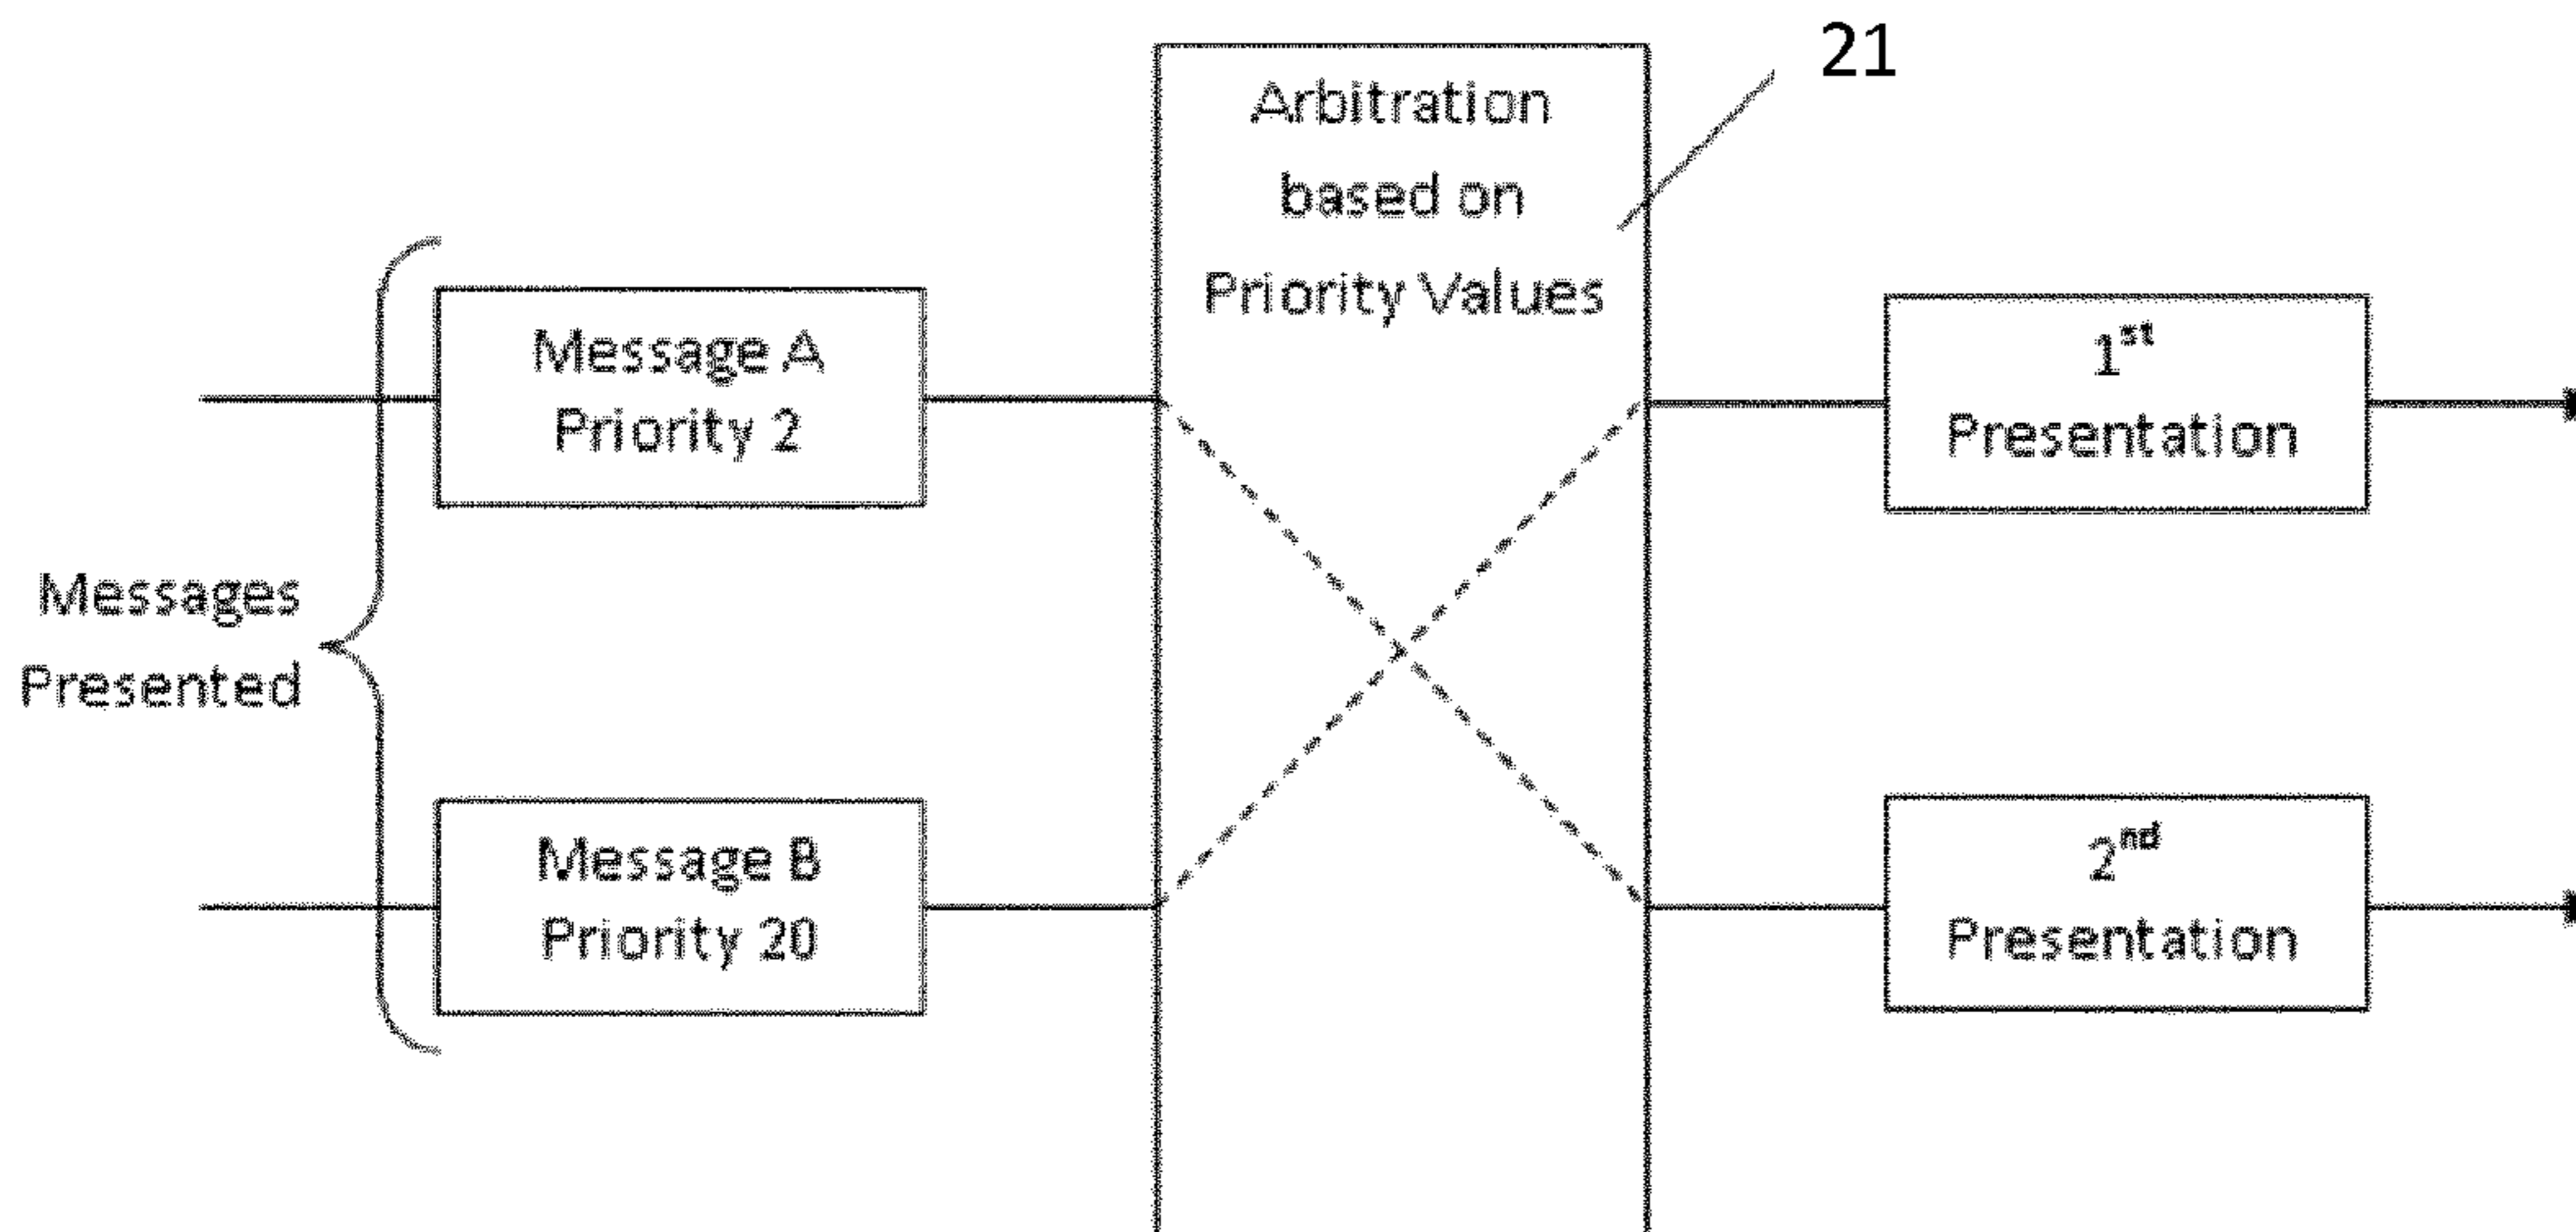 21
Arbitration
based on
Priority Values
Message A
Priority 2
1st
Presentation
Messages
Presented
Message B
Priority 20
2nd
Presentation